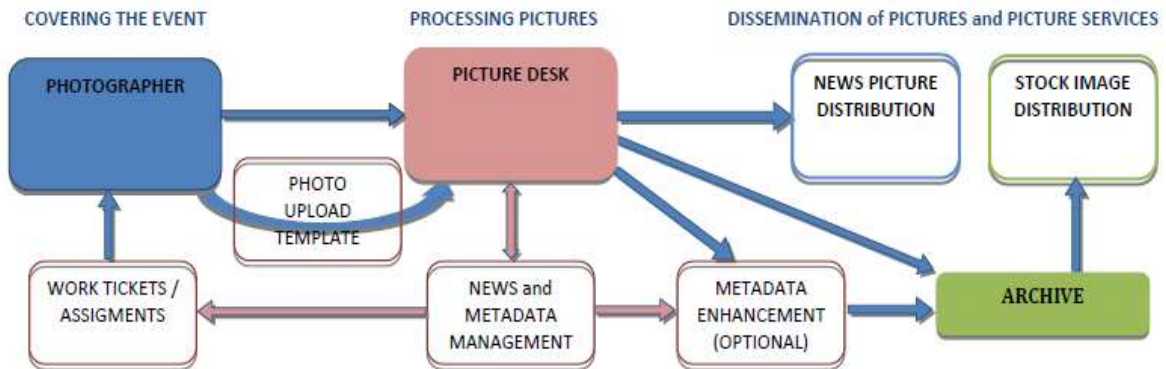 COVERING THE EVENT
PROCESSING PICTURES
DISSEMINATION of PICTURES and PICTURE SERVICES
PHOTOGRAPHER
PICTURE DESK
NEWS PICTURE
DISTRIBUTION
STOCK IMAGE
DISTRIBUTION
PHOTO
UPLOAD
TEMPLATE
WORK TICKETS /
ASSIGMENTS
NEWS and
METADATA
MANAGEMENT
METADATA
ENHANCEMENT
(OPTIONAL)
ARCHIVE